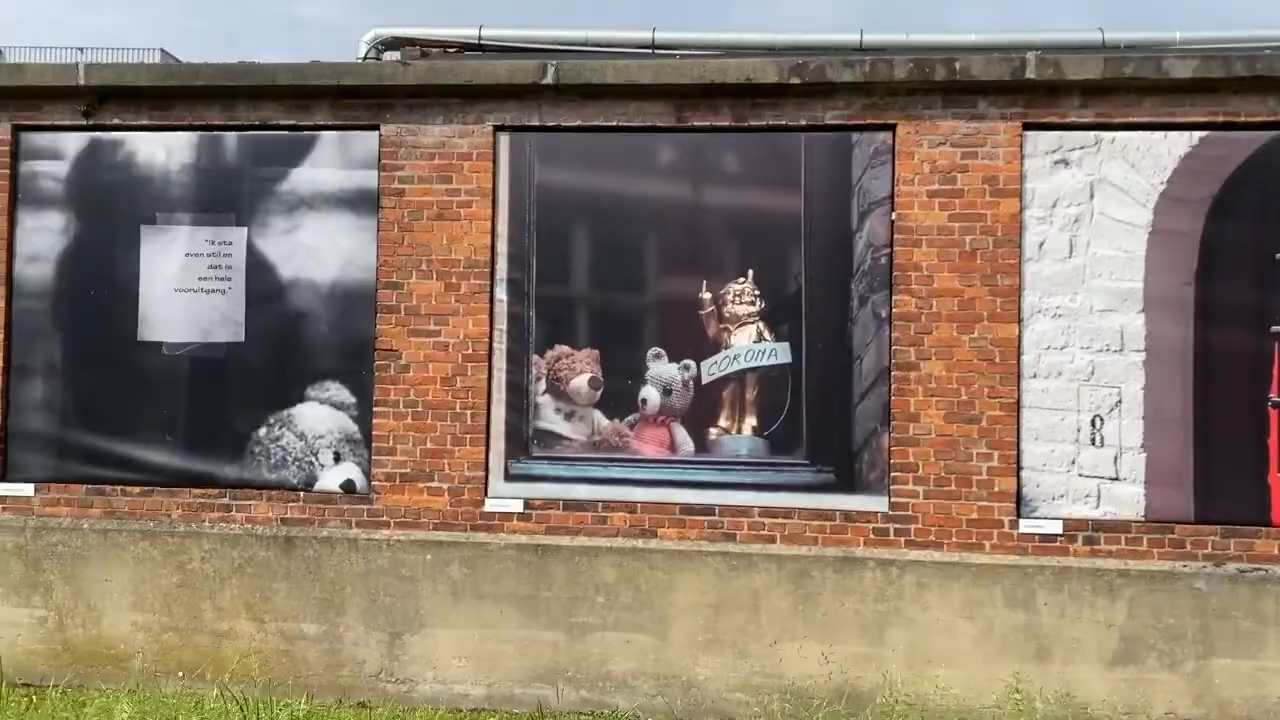 "Ik sta
even stil en
dat is
een hele
vooruitgang."
CORONA
8